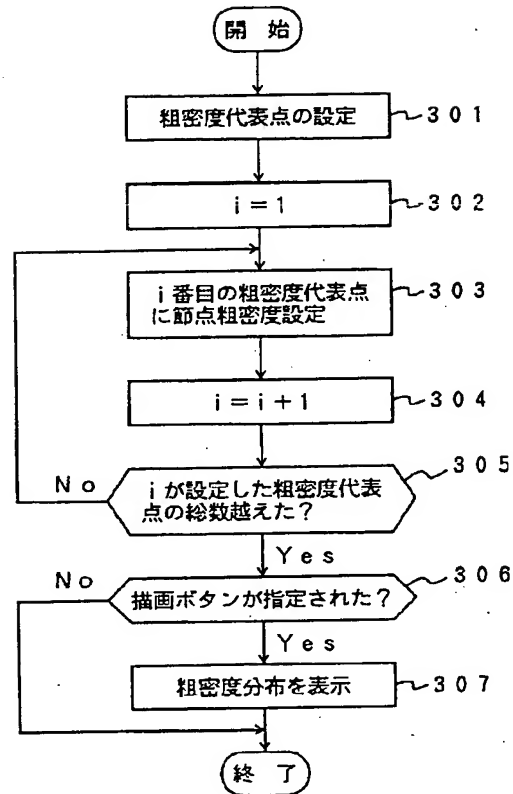 開 始
粗密度代表点の設定
301
i=1
302
i番目の粗密度代表点
に節点粗密度設定
303
i=i+1
304
iが設定した粗密度代表
点の総数越えた?
305
No
Yes
描画ボタンが指定された?
306
No
Yes
粗密度分布を表示
307
終 了